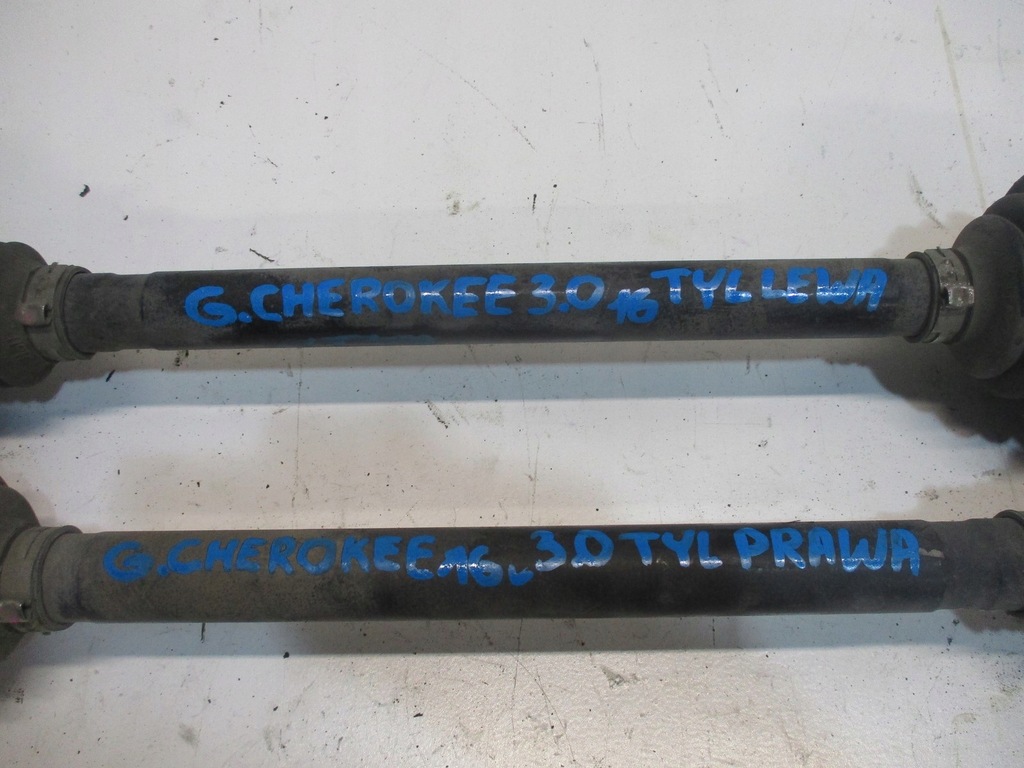 G.CHEROKEE 3.0 16 TYL LEWA
G.CHEROKEE 16 3.0 TYL PRAWA